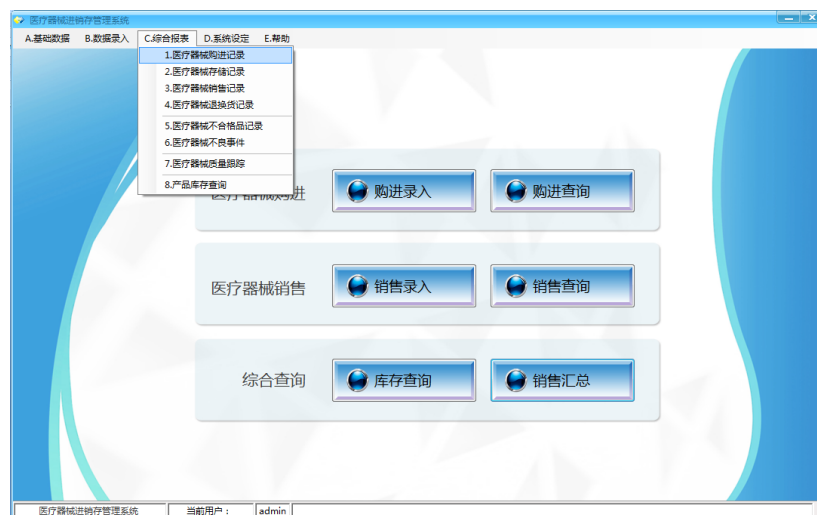 医疗器械进销存管理系统
A.基础数据 B.数据录入 C.综合报表 D.系统设定 E.帮助
1.医疗器械购进记录
2.医疗器械存储记录
3.医疗器械销售记录
4.医疗器械退换货记录
5.医疗器械不合格品记录
6.医疗器械不良事件
7.医疗器械质量跟踪
8.产品库存查询
医疗器械购进 购进录入 购进查询
医疗器械销售 销售录入 销售查询
综合查询 库存查询 销售汇总
医疗器械进销存管理系统 当前用户： admin